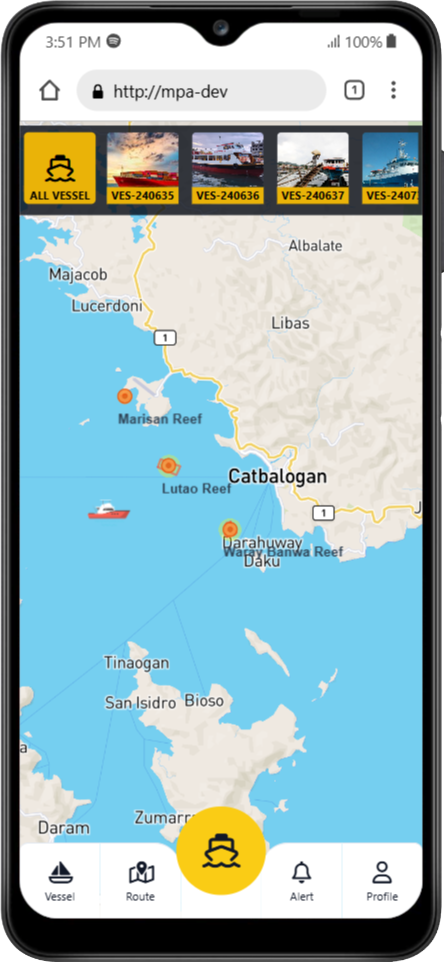 3:51 PM
100%
http://mpa-dev
1
ALL VESSEL
VES-240635
VES-240636
VES-240637
VES-2407
Albalate
Majacob
Lucerdoni
Libas
1
Marisan Reef
Catbalogan
Lutao Reef
1
J
Darahuway
Daku
Waray Banwa Reef
Tinaogan
San Isidro
Bioso
a
Zumarr
Daram
Vessel
Route
Alert
Profile